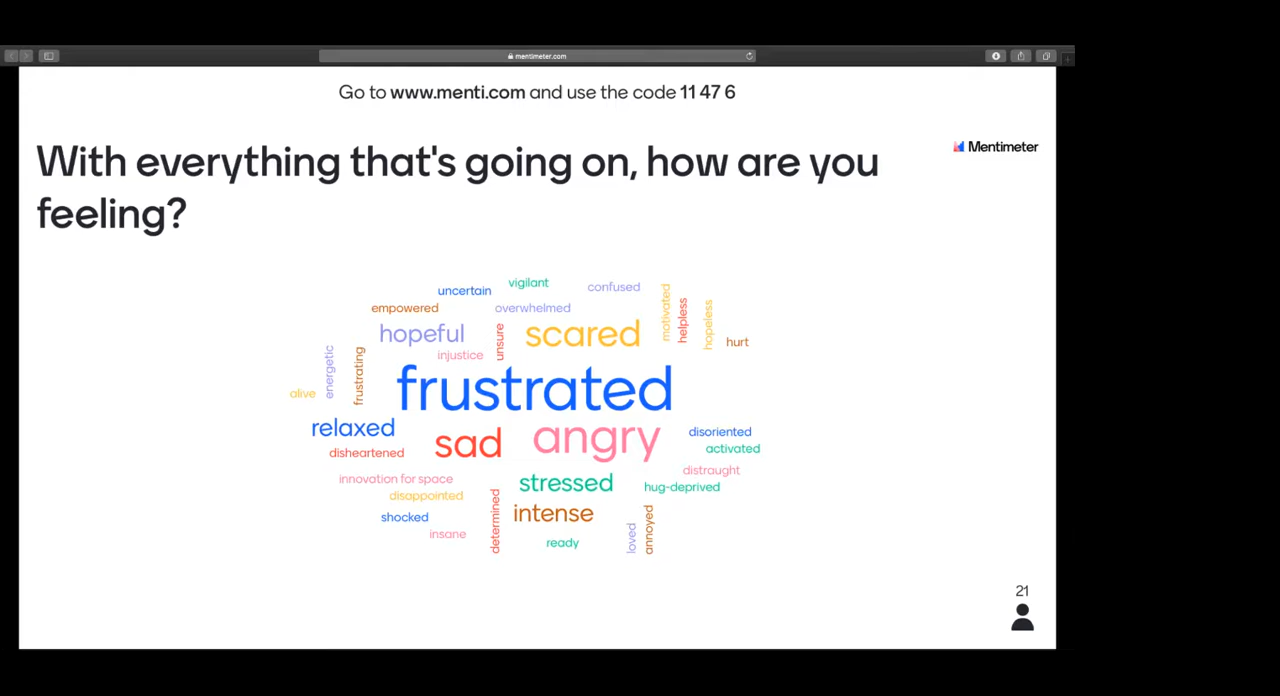 mentimeter.com
Go to www.menti.com and use the code 11 47 6
Mentimeter
With everything that's going on, how are you
feeling?
uncertain
vigilant
confused
empowered
overwhelmed
motivated
helpless
hopeless
hopeful
unsure
scared
hurt
injustice
energetic
frustrating
alive
frustrated
relaxed
sad
angry
disoriented
disheartened
activated
distraught
innovation for space
stressed
hug-deprived
disappointed
determined
intense
annoyed
shocked
loved
insane
ready
21